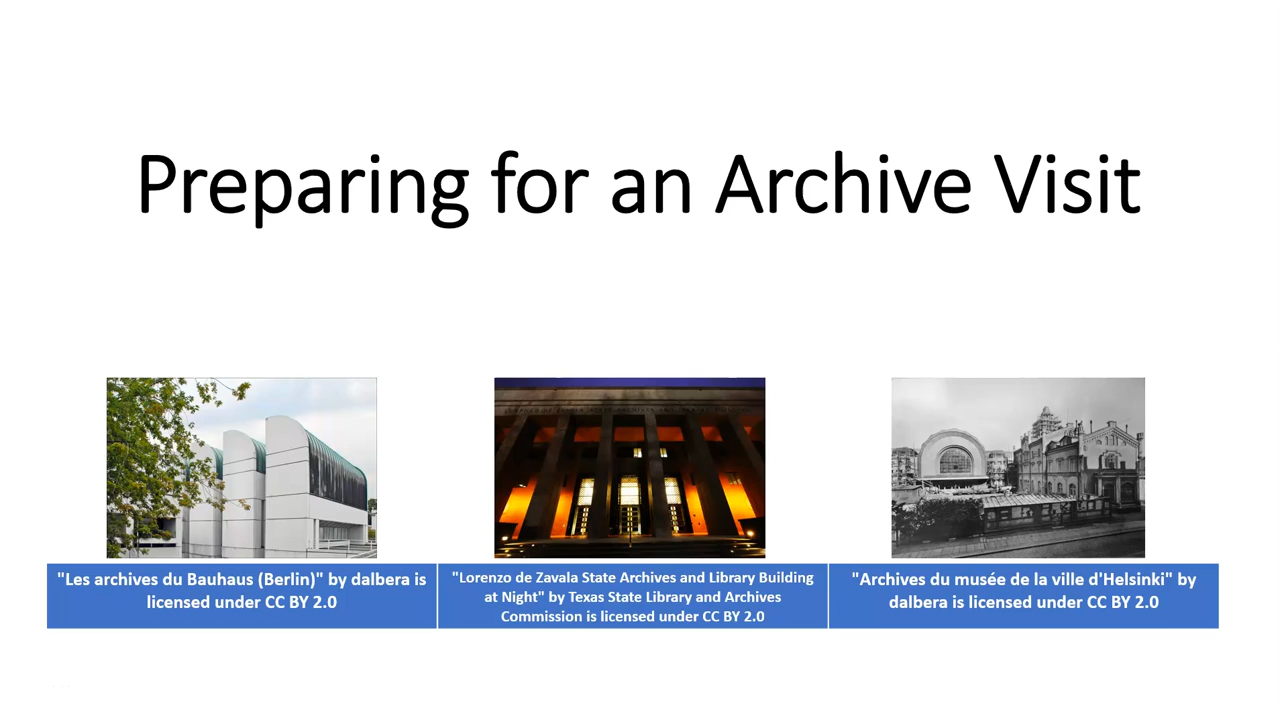 Preparing for an Archive Visit
"Les archives du Bauhaus (Berlin)" by dalbera is
licensed under CC BY 2.0
"Lorenzo de Zavala State Archives and Library Building
at Night" by Texas State Library and Archives
Commission is licensed under CC BY 2.0
"Archives du musée de la ville d'Helsinki" by
dalbera is licensed under CC BY 2.0